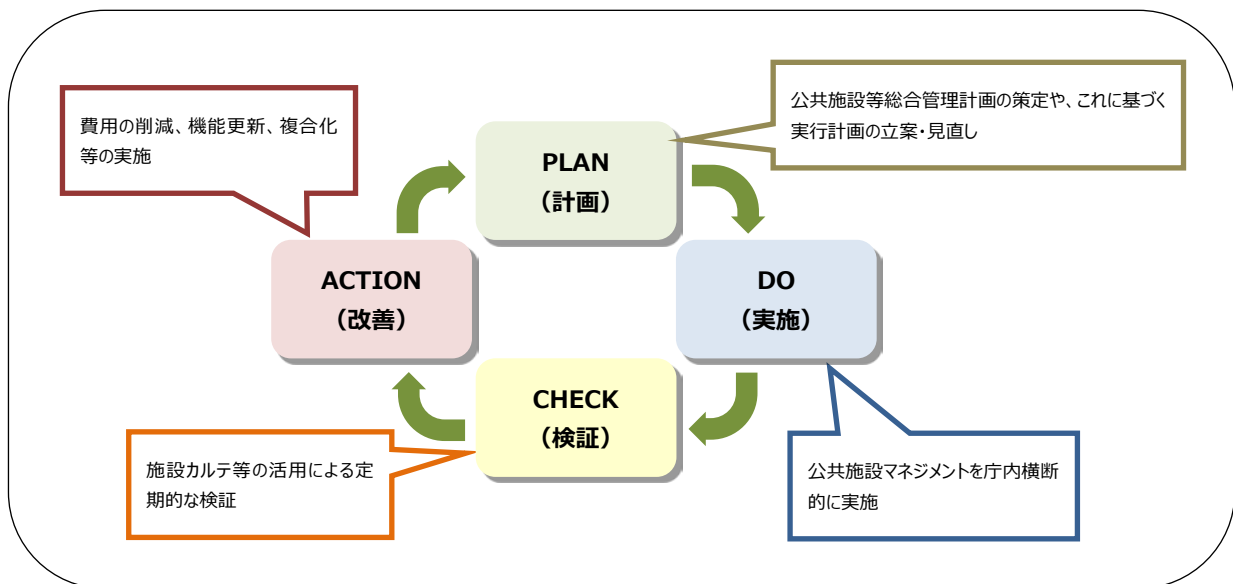 公共施設等総合管理計画の策定や、これに基づく
実行計画の立案・見直し
費用の削減、機能更新、複合化
等の実施
PLAN
（計画）
ACTION
（改善）
DO
（実施）
CHECK
（検証）
施設カルテ等の活用による定
期的な検証
公共施設マネジメントを庁内横断
的に実施